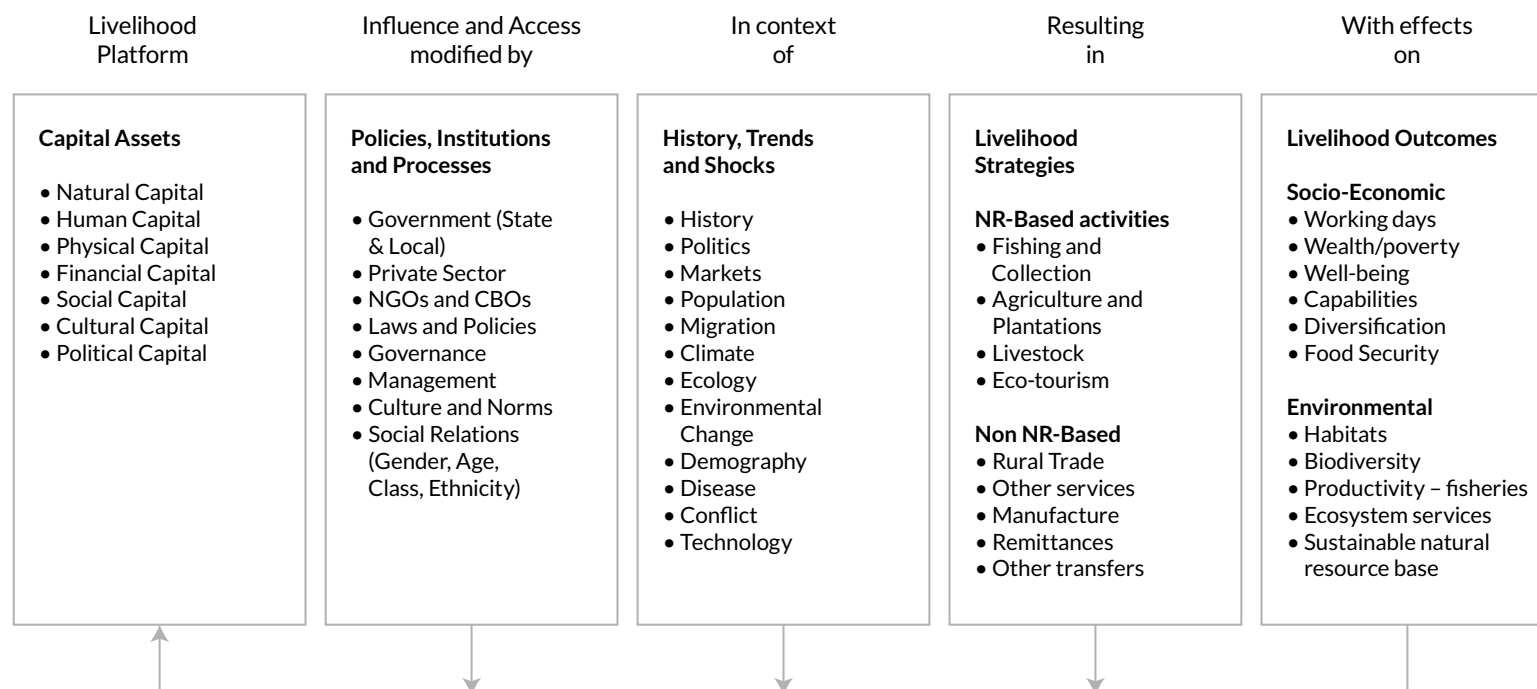 Livelihood
Platform
Influence and Access
modified by
In context
of
Resulting
in
With effects
on
Capital Assets
• Natural Capital
• Human Capital
• Physical Capital
• Financial Capital
• Social Capital
• Cultural Capital
• Political Capital
Policies, Institutions
and Processes
• Government (State
& Local)
• Private Sector
• NGOs and CBOs
• Laws and Policies
• Governance
• Management
• Culture and Norms
• Social Relations
(Gender, Age,
Class, Ethnicity)
History, Trends
and Shocks
• History
• Politics
• Markets
• Population
• Migration
• Climate
• Ecology
• Environmental
Change
• Demography
• Disease
• Conflict
• Technology
Livelihood
Strategies
NR-Based activities
• Fishing and
Collection
• Agriculture and
Plantations
• Livestock
• Eco-tourism
Non NR-Based
• Rural Trade
• Other services
• Manufacture
• Remittances
• Other transfers
Livelihood Outcomes
Socio-Economic
• Working days
• Wealth/poverty
• Well-being
• Capabilities
• Diversification
• Food Security
Environmental
• Habitats
• Biodiversity
• Productivity – fisheries
• Ecosystem services
• Sustainable natural
resource base